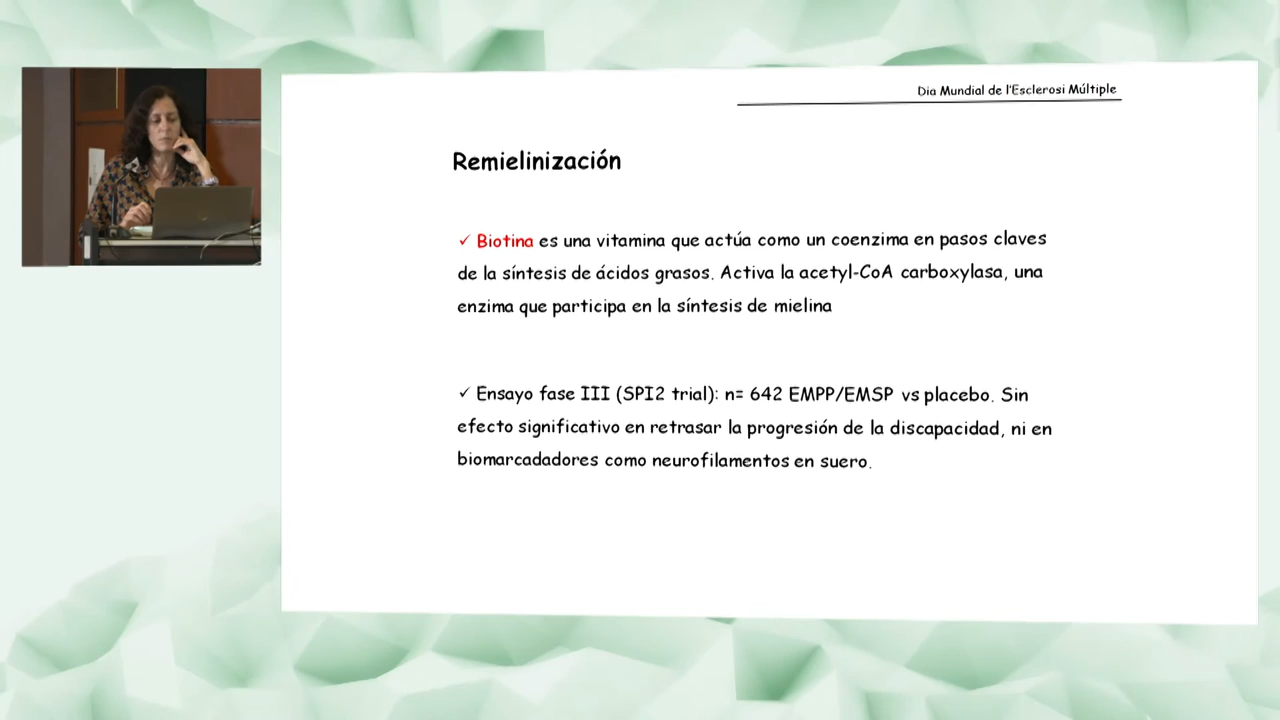 Dia Mundial de l'Esclerosi Múltiple
Remielinización
✓ Biotina es una vitamina que actúa como un coenzima en pasos claves
de la síntesis de ácidos grasos. Activa la acetyl-CoA carboxylasa, una
enzima que participa en la síntesis de mielina
✓ Ensayo fase III (SPI2 trial): n= 642 EMPP/EMSP vs placebo. Sin
efecto significativo en retrasar la progresión de la discapacidad, ni en
biomarcadadores como neurofilamentos en suero.